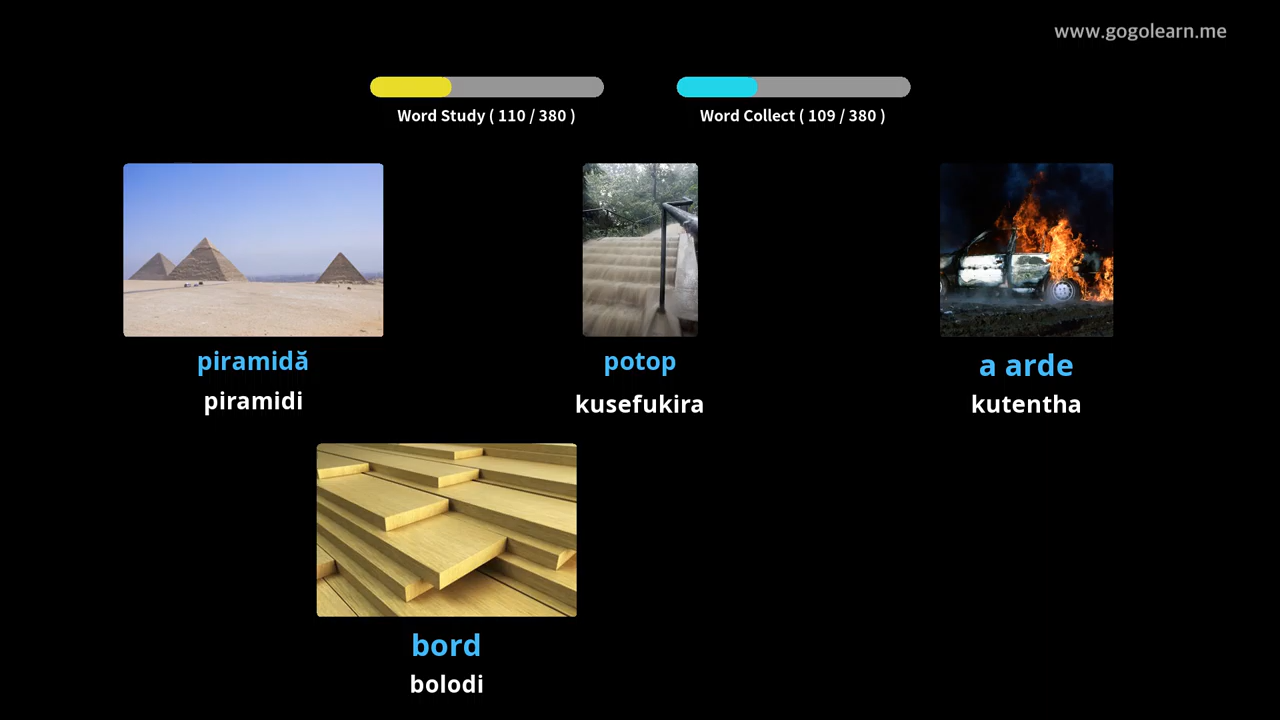 www.gogolearn.me
Word Study ( 110 / 380 )
Word Collect ( 109 / 380 )
piramidă
piramidi
potop
kusefukira
a arde
kutentha
bord
bolodi